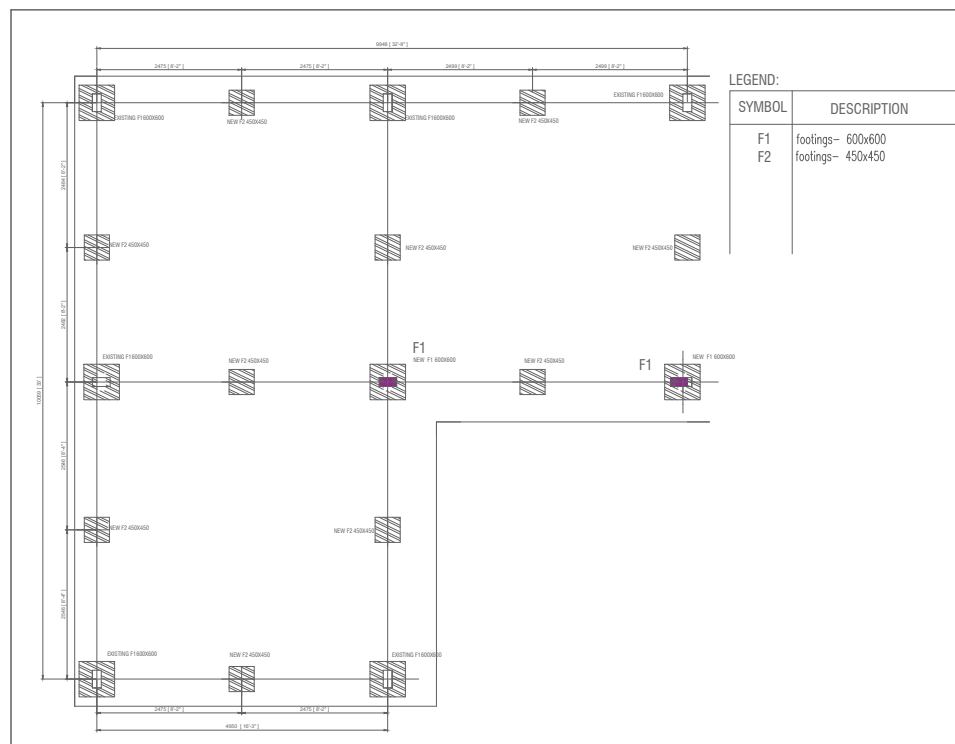 9948 [ 32'-8" ]
2475 [ 8'-2" ]
2475 [ 8'-2" ]
2499 [ 8'-2" ]
2499 [ 8'-2" ]
LEGEND:
SYMBOL DESCRIPTION
F1 footings- 600x600
F2 footings- 450x450
EXISTING F1600X600
EXISTING F1600X600
NEW F2 450X450
EXISTING F1600X600
NEW F2 450X450
NEW F2 450X450
NEW F2 450X450
NEW F2 450X450
F1
EXISTING F1600X600
NEW F2 450X450
NEW F1 600X600
NEW F2 450X450
F1
NEW F1 600X600
NEW F2 450X450
NEW F2 450X450
EXISTING F1600X600
NEW F2 450X450
EXISTING F1600X600
2475 [ 8'-2" ]
2475 [ 8'-2" ]
[ 16'-3" ]